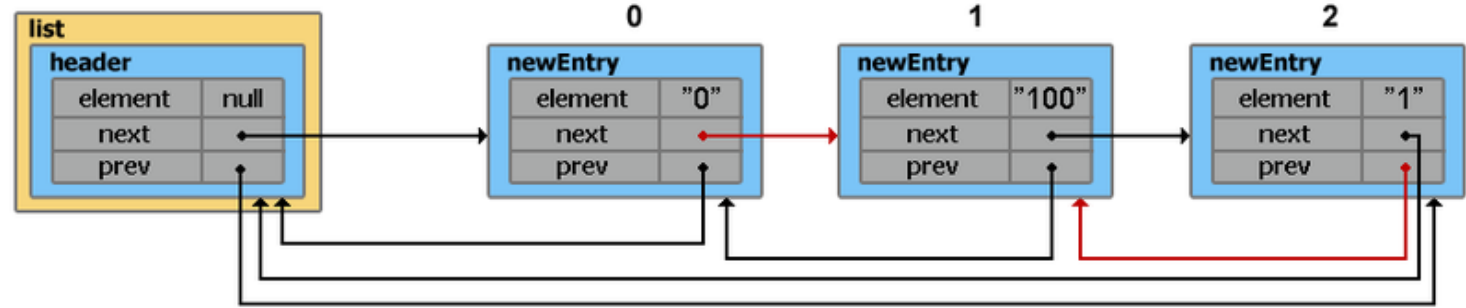 0 1 2
list
header
element null
next
prev
newEntry
element "0"
next
prev
newEntry
element "100"
next
prev
newEntry
element "1"
next
prev